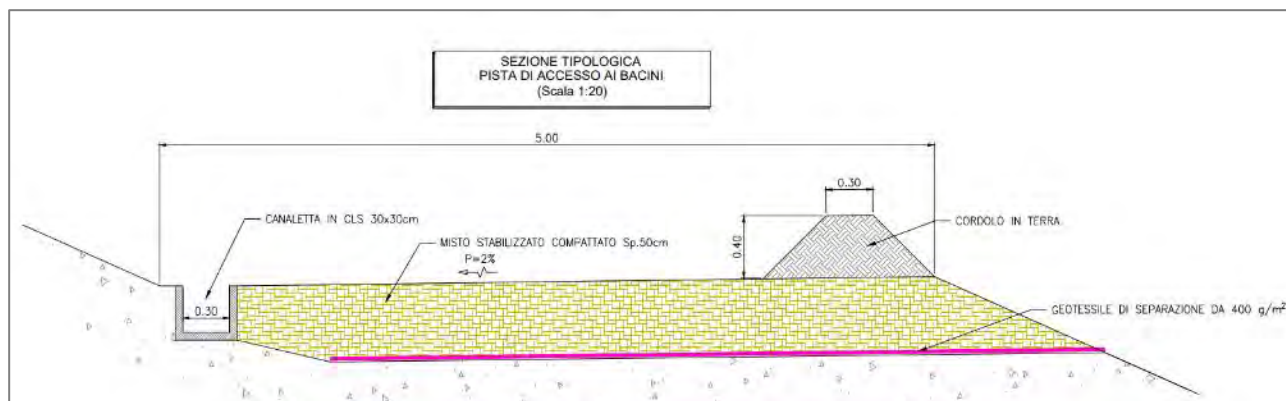 SEZIONE TIPOLOGICA
PISTA DI ACCESSO AI BACINI
(Scala 1:20)
5.00
0.30
CANALETTA IN CLS 30x30cm
CORDOLO IN TERRA
0.40
MISTO STABILIZZATO COMPATTATO Sp.50cm
P=2%
0.30
GEOTESSILE DI SEPARAZIONE DA 400 g/m²